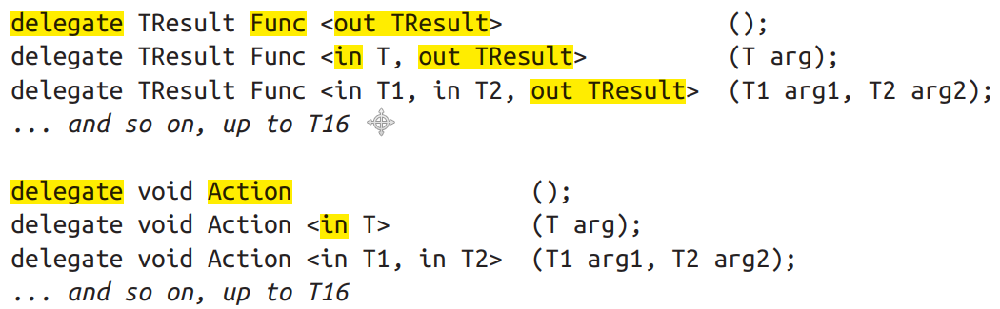 delegate TResult Func <out TResult> ();
delegate TResult Func <in T, out TResult> (T arg);
delegate TResult Func <in T1, in T2, out TResult> (T1 arg1, T2 arg2);
... and so on, up to T16
delegate void Action ();
delegate void Action <in T> (T arg);
delegate void Action <in T1, in T2> (T1 arg1, T2 arg2);
... and so on, up to T16